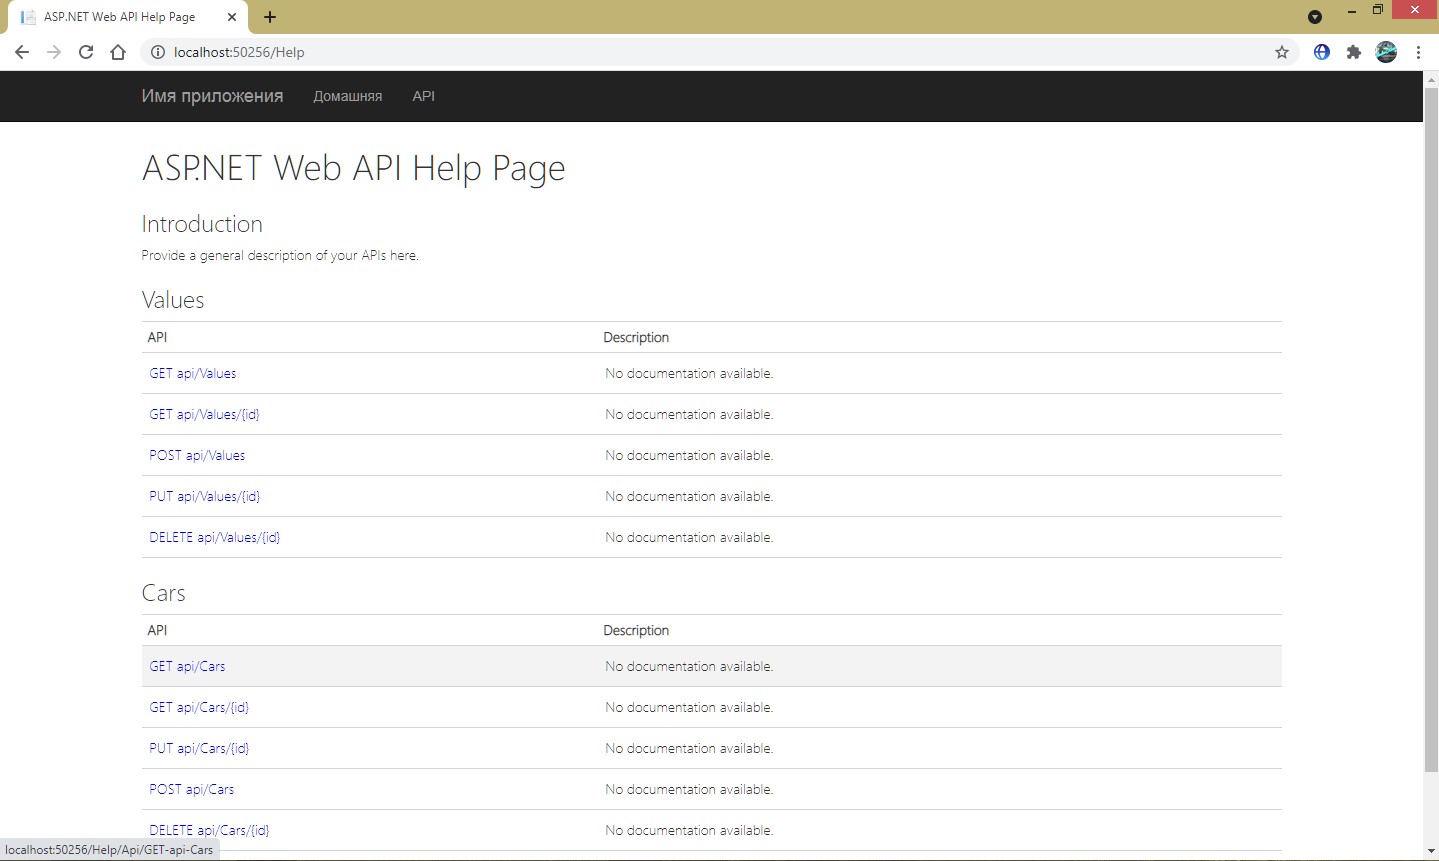 ASP.NET Web API Help Page
localhost:50256/Help
Имя приложения Домашняя API
ASP.NET Web API Help Page
Introduction
Provide a general description of your APIs here.
Values
API Description
GET api/Values No documentation available.
GET api/Values/{id} No documentation available.
POST api/Values No documentation available.
PUT api/Values/{id} No documentation available.
DELETE api/Values/{id} No documentation available.
Cars
API Description
GET api/Cars No documentation available.
GET api/Cars/{id} No documentation available.
PUT api/Cars/{id} No documentation available.
POST api/Cars No documentation available.
DELETE api/Cars/{id} No documentation available.
localhost:50256/Help/Api/GET-api-Cars